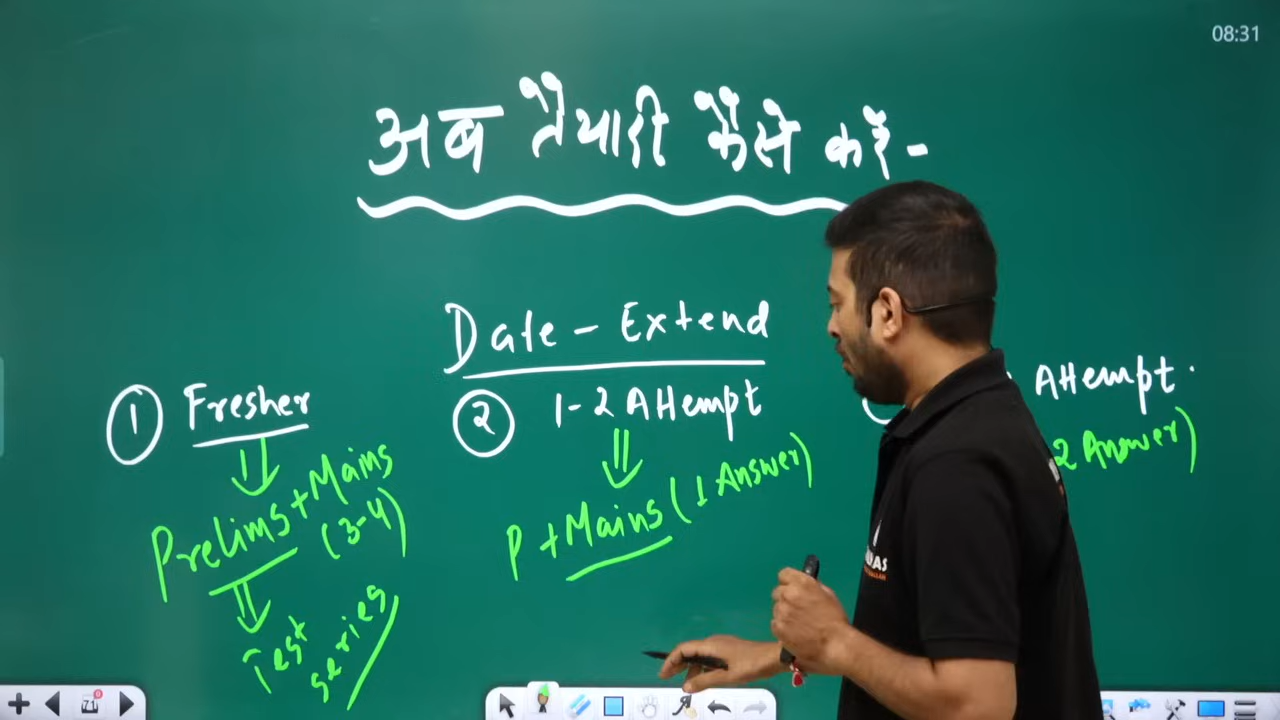 08:31
अब तैयारी कैसे करें -
Date - Extend
① Fresher
② 1-2 Attempt
Attempt.
Prelims + Mains
(3-4)
P + Mains (1 Answer)
2 Answer)
Test
series